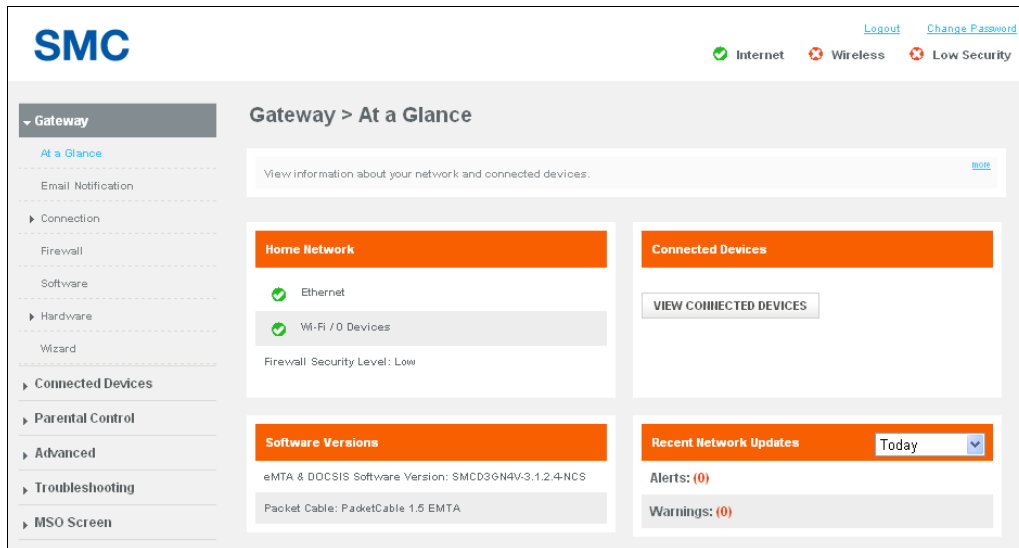 SMC
Logout Change Password
Internet Wireless Low Security
Gateway
At a Glance
Email Notification
Connection
Firewall
Software
Hardware
Wizard
Connected Devices
Parental Control
Advanced
Troubleshooting
MSO Screen
Gateway > At a Glance
View information about your network and connected devices.
more
Home Network
Ethernet
Wi-Fi / 0 Devices
Firewall Security Level: Low
Connected Devices
VIEW CONNECTED DEVICES
Software Versions
eMTA & DOCSIS Software Version: SMCD3GN4V-3.1.2.4-NCS
Packet Cable: PacketCable 1.5 EMTA
Recent Network Updates
Today
Alerts: (0)
Warnings: (0)